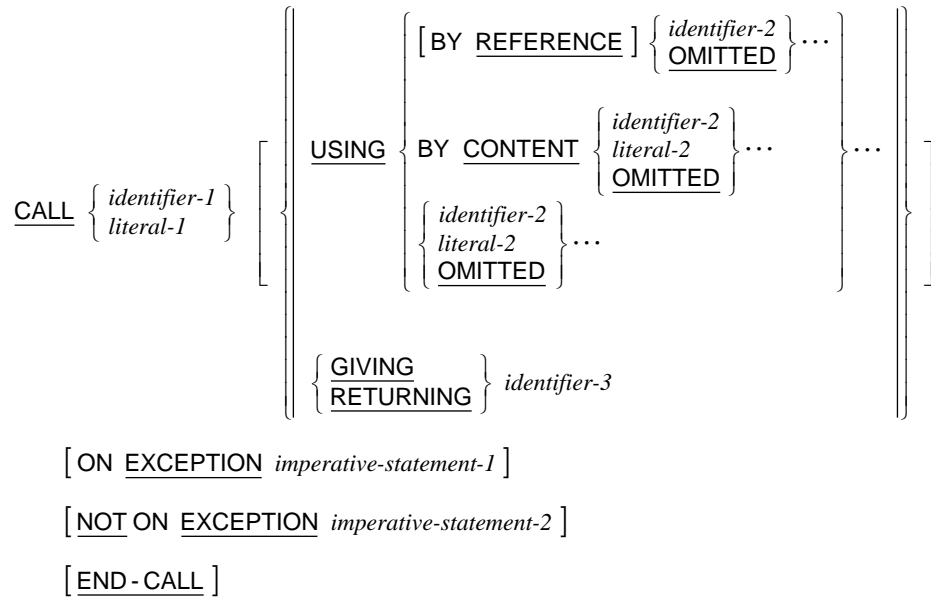 [ BY REFERENCE ] { identifier-2
OMITTED } ...
USING BY CONTENT { identifier-2
literal-2
OMITTED } ... ...
CALL { identifier-1
literal-1 }
{ identifier-2
literal-2
OMITTED } ...
{ GIVING
RETURNING } identifier-3
[ ON EXCEPTION imperative-statement-1 ]
[ NOT ON EXCEPTION imperative-statement-2 ]
[ END-CALL ]